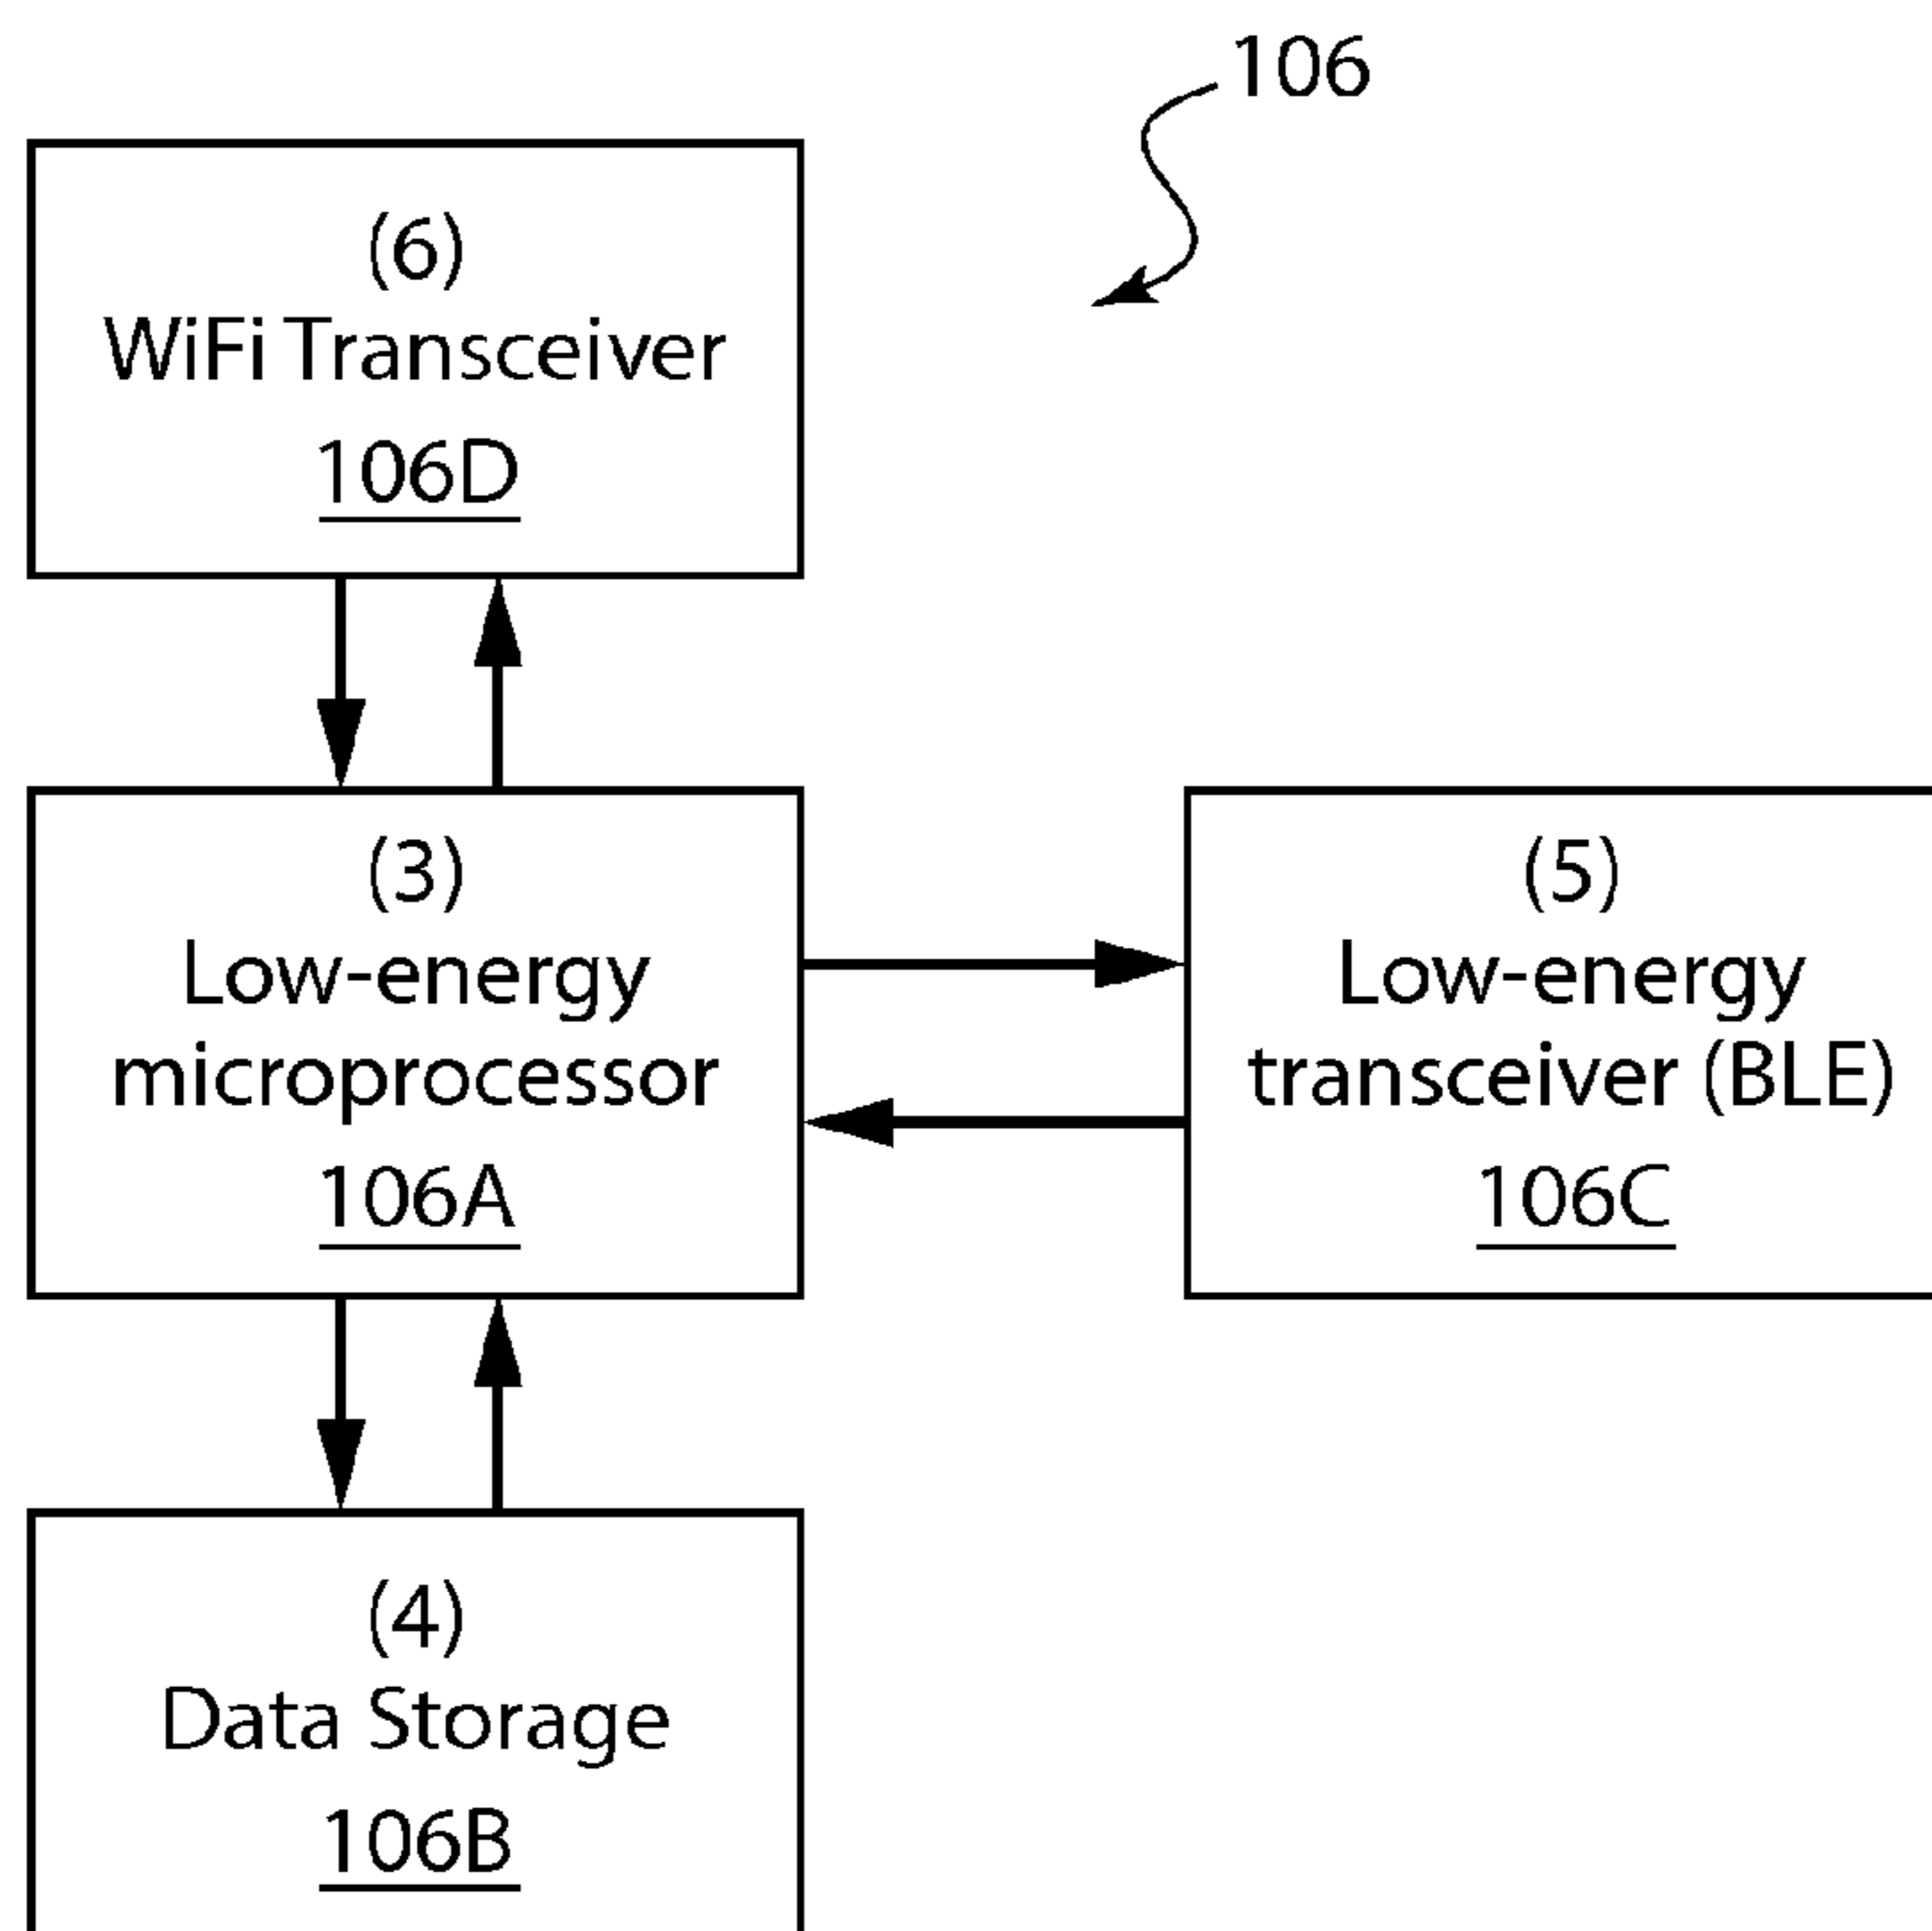 106
(6)
WiFi Transceiver
106D
(3)
Low-energy
microprocessor
106A
(5)
Low-energy
transceiver (BLE)
106C
(4)
Data Storage
106B